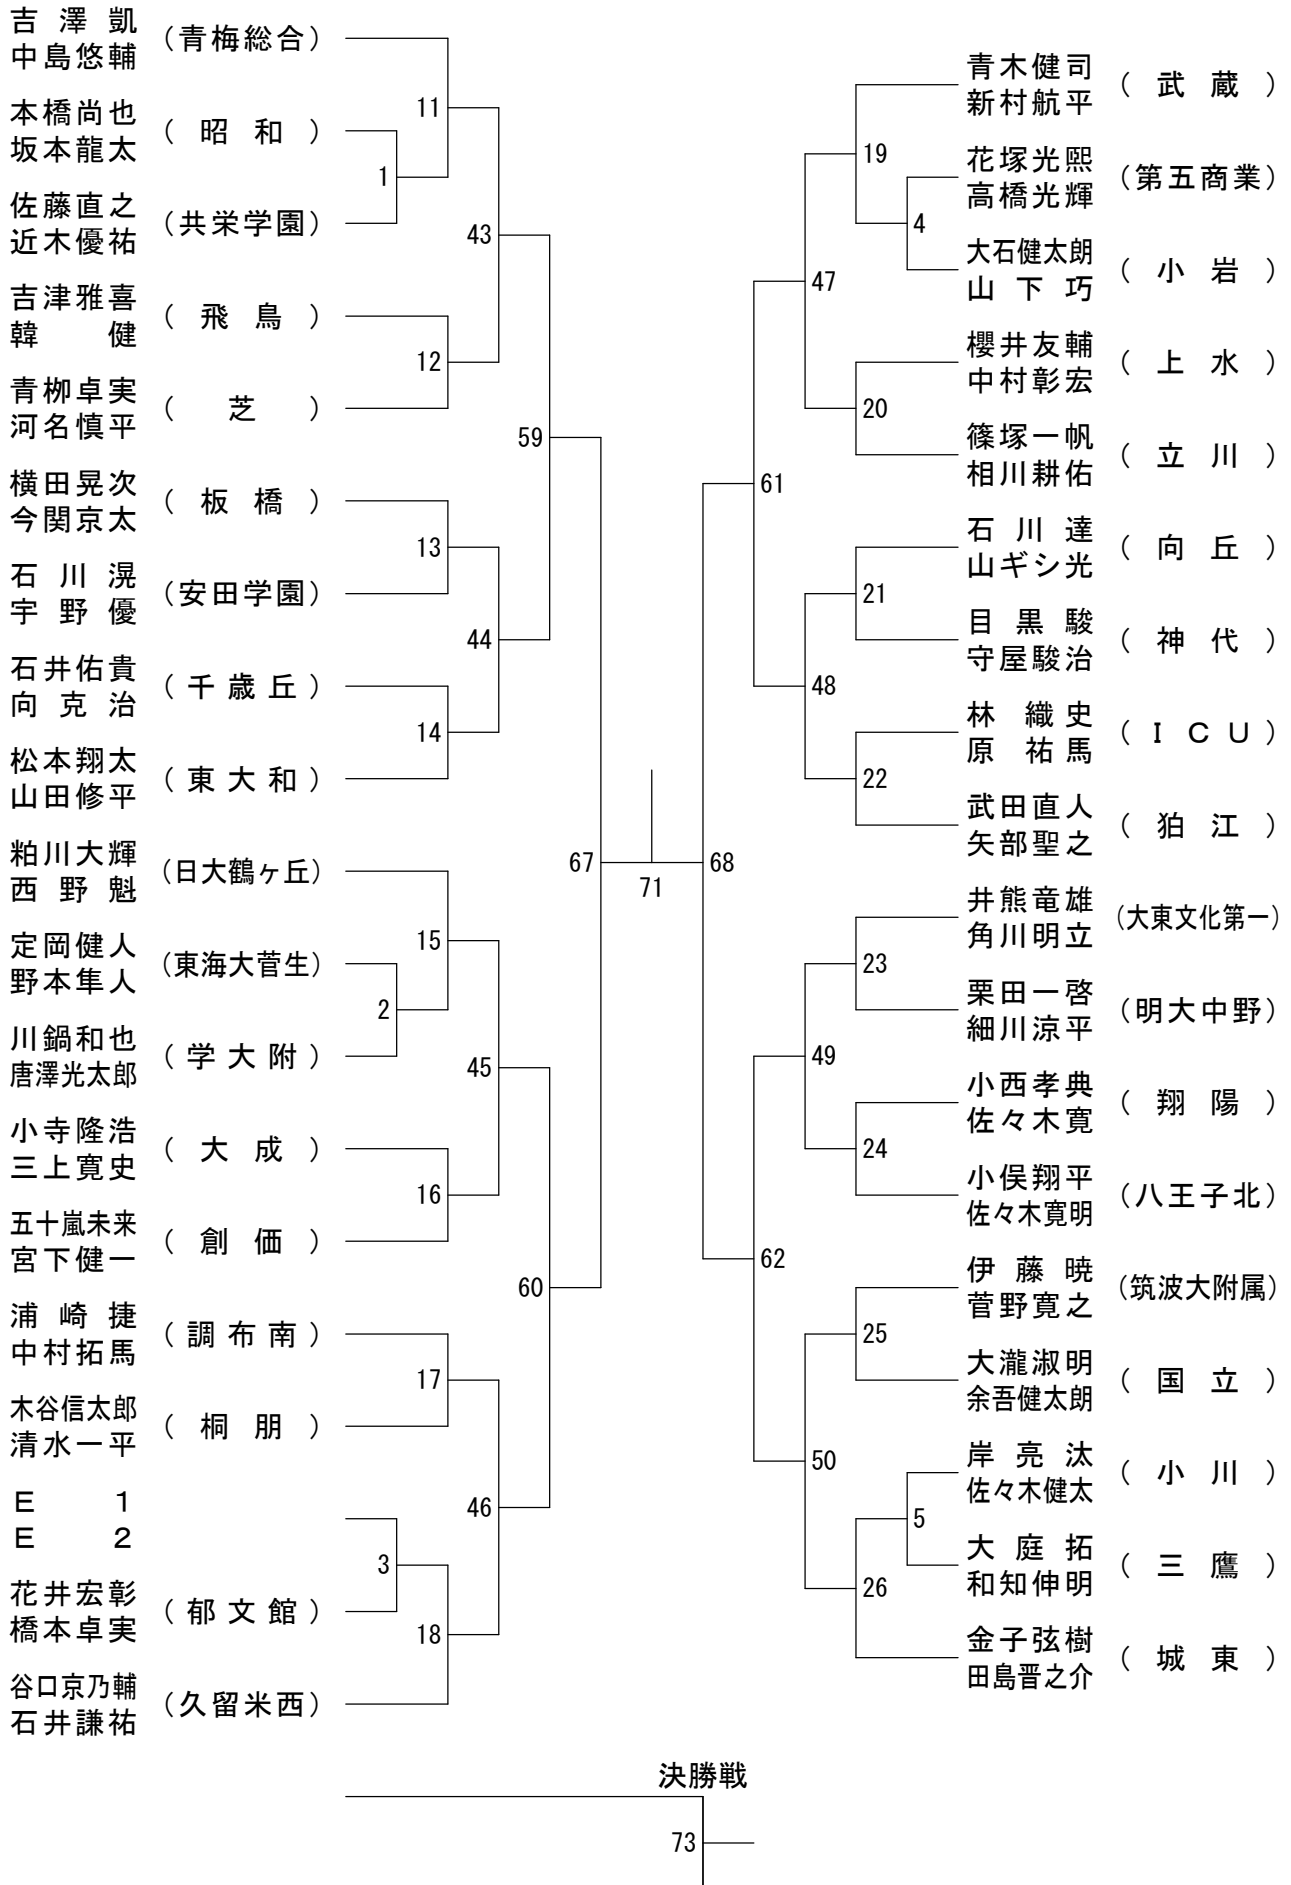 吉澤凱
中島悠輔
(青梅総合)
本橋尚也
坂本龍太
(昭和)
佐藤直之
近木優祐
(共栄学園)
吉津雅喜
韓健
(飛鳥)
青栁卓実
河名慎平
(芝)
横田晃次
今関京太
(板橋)
石川滉
宇野優
(安田学園)
石井佑貴
向克治
(千歳丘)
松本翔太
山田修平
(東大和)
粕川大輝
西野魁
(日大鶴ヶ丘)
定岡健人
野本隼人
(東海大菅生)
川鍋和也
唐澤光太郎
(学大附)
小寺隆浩
三上寛史
(大成)
五十嵐未来
宮下健一
(創価)
浦崎捷
中村拓馬
(調布南)
木谷信太郎
清水一平
(桐朋)
E 1
E 2
花井宏彰
橋本卓実
(郁文館)
谷口京乃輔
石井謙祐
(久留米西)
11
1
43
12
59
13
44
14
67
15
2
45
16
60
17
46
3
18
71
68
19
4
47
20
61
21
48
22
23
49
24
62
25
50
5
26
青木健司
新村航平
(武蔵)
花塚光熙
高橋光輝
(第五商業)
大石健太朗
山下巧
(小岩)
櫻井友輔
中村彰宏
(上水)
篠塚一帆
相川耕佑
(立川)
石川達
山ギシ光
(向丘)
目黒駿
守屋駿治
(神代)
林織史
原祐馬
(ICU)
武田直人
矢部聖之
(狛江)
井熊竜雄
角川明立
(大東文化第一)
栗田一啓
細川涼平
(明大中野)
小西孝典
佐々木寛
(翔陽)
小俣翔平
佐々木寛明
(八王子北)
伊藤暁
菅野寛之
(筑波大附属)
大瀧淑明
余吾健太朗
(国立)
岸亮汰
佐々木健太
(小川)
大庭拓
和知伸明
(三鷹)
金子弦樹
田島晋之介
(城東)
決勝戦
73